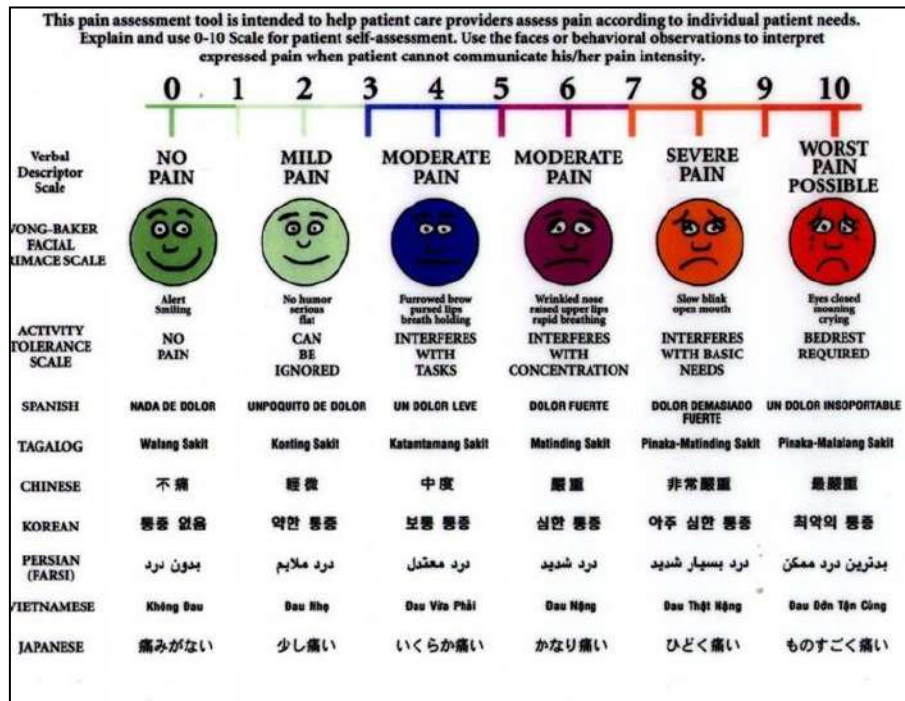 This pain assessment tool is intended to help patient care providers assess pain according to individual patient needs.
Explain and use 0-10 Scale for patient self-assessment. Use the faces or behavioral observations to interpret
expressed pain when patient cannot communicate his/her pain intensity.
0 1 2 3 4 5 6 7 8 9 10
Verbal
Descriptor
Scale
NO
PAIN
MILD
PAIN
MODERATE
PAIN
MODERATE
PAIN
SEVERE
PAIN
WORST
PAIN
POSSIBLE
VONG-BAKER
FACIAL
RIMACE SCALE
Alert
Smiling
No humor
serious
flat
Furrowed brow
pursed lips
breath holding
Wrinkled nose
raised upper lips
rapid breathing
Slow blink
open mouth
Eyes closed
moaning
crying
ACTIVITY
TOLERANCE
SCALE
NO
PAIN
CAN
BE
IGNORED
INTERFERES
WITH
TASKS
INTERFERES
WITH
CONCENTRATION
INTERFERES
WITH BASIC
NEEDS
BEDREST
REQUIRED
SPANISH
NADA DE DOLOR
UNPOQUITO DE DOLOR
UN DOLOR LEVE
DOLOR FUERTE
DOLOR DEMASIADO
FUERTE
UN DOLOR INSOPORTABLE
TAGALOG
Walang Sakit
Konting Sakit
Katamtamang Sakit
Matinding Sakit
Pinaka-Matinding Sakit
Pinaka-Malalang Sakit
CHINESE
不痛
輕微
中度
嚴重
非常嚴重
最嚴重
KOREAN
통증 없음
약한 통증
보통 통증
심한 통증
아주 심한 통증
최악의 통증
PERSIAN
(FARSI)
بدون درد
درد ملایم
درد معتدل
درد شدید
درد بسیار شدید
بدترین درد ممکن
VIETNAMESE
Không Đau
Đau Nhẹ
Đau Vừa Phải
Đau Nặng
Đau Thật Nặng
Đau Đớn Tận Cùng
JAPANESE
痛みがない
少し痛い
いくらか痛い
かなり痛い
ひどく痛い
ものすごく痛い